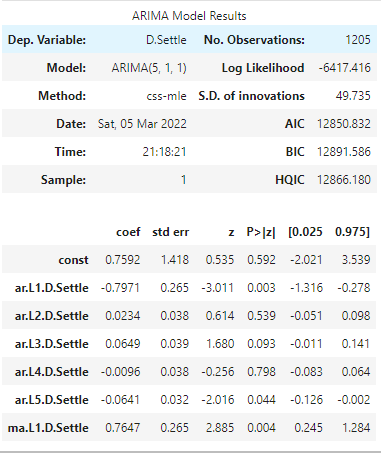 ARIMA Model Results
Dep. Variable: D.Settle No. Observations: 1205
Model: ARIMA(5, 1, 1) Log Likelihood -6417.416
Method: css-mle S.D. of innovations 49.735
Date: Sat, 05 Mar 2022 AIC 12850.832
Time: 21:18:21 BIC 12891.586
Sample: 1 HQIC 12866.180
coef std err z P>|z| [0.025 0.975]
const 0.7592 1.418 0.535 0.592 -2.021 3.539
ar.L1.D.Settle -0.7971 0.265 -3.011 0.003 -1.316 -0.278
ar.L2.D.Settle 0.0234 0.038 0.614 0.539 -0.051 0.098
ar.L3.D.Settle 0.0649 0.039 1.680 0.093 -0.011 0.141
ar.L4.D.Settle -0.0096 0.038 -0.256 0.798 -0.083 0.064
ar.L5.D.Settle -0.0641 0.032 -2.016 0.044 -0.126 -0.002
ma.L1.D.Settle 0.7647 0.265 2.885 0.004 0.245 1.284